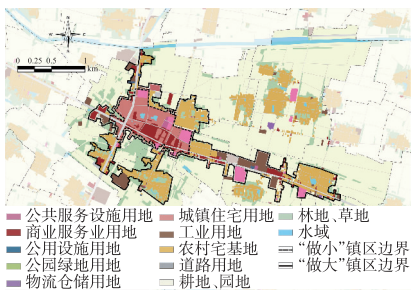 N
0 0.25 0.5 1
km
公共服务设施用地 城镇住宅用地 林地、草地
商业服务业用地 工业用地 水域
公用设施用地 农村宅基地 “做小”镇区边界
公园绿地用地 道路用地 “做大”镇区边界
物流仓储用地 耕地、园地